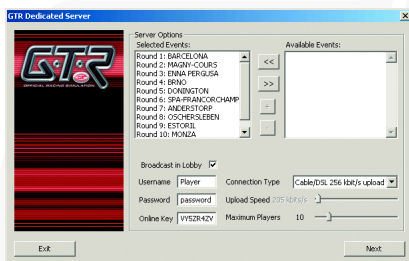 GTR Dedicated Server
GTR
OFFICIAL RACING SIMULATION
Server Options
Selected Events:
Available Events:
Round 1: BARCELONA
Round 2: MAGNY-COURS
Round 3: ENNA PERGUSA
Round 4: BRNO
Round 5: DONINGTON
Round 6: SPA-FRANCORCHAMP
Round 7: ANDERSTORP
Round 8: OSCHERSLEBEN
Round 9: ESTORIL
Round 10: MONZA
<<
>>
+
-
Broadcast in Lobby
Username Player Connection Type Cable/DSL 256 kbit/s upload
Password password Upload Speed 205 kbits/s
Online Key VY5ZR4ZV Maximum Players 10
Exit
Next